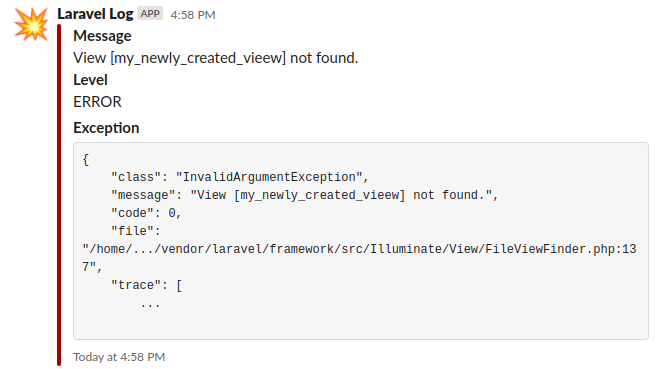 Laravel Log APP 4:58 PM
Message
View [my_newly_created_vieew] not found.
Level
ERROR
Exception
{
    "class": "InvalidArgumentException",
    "message": "View [my_newly_created_vieew] not found.",
    "code": 0,
    "file":
"/home/.../vendor/laravel/framework/src/Illuminate/View/FileViewFinder.php:13
7",
    "trace": [
        ...
Today at 4:58 PM